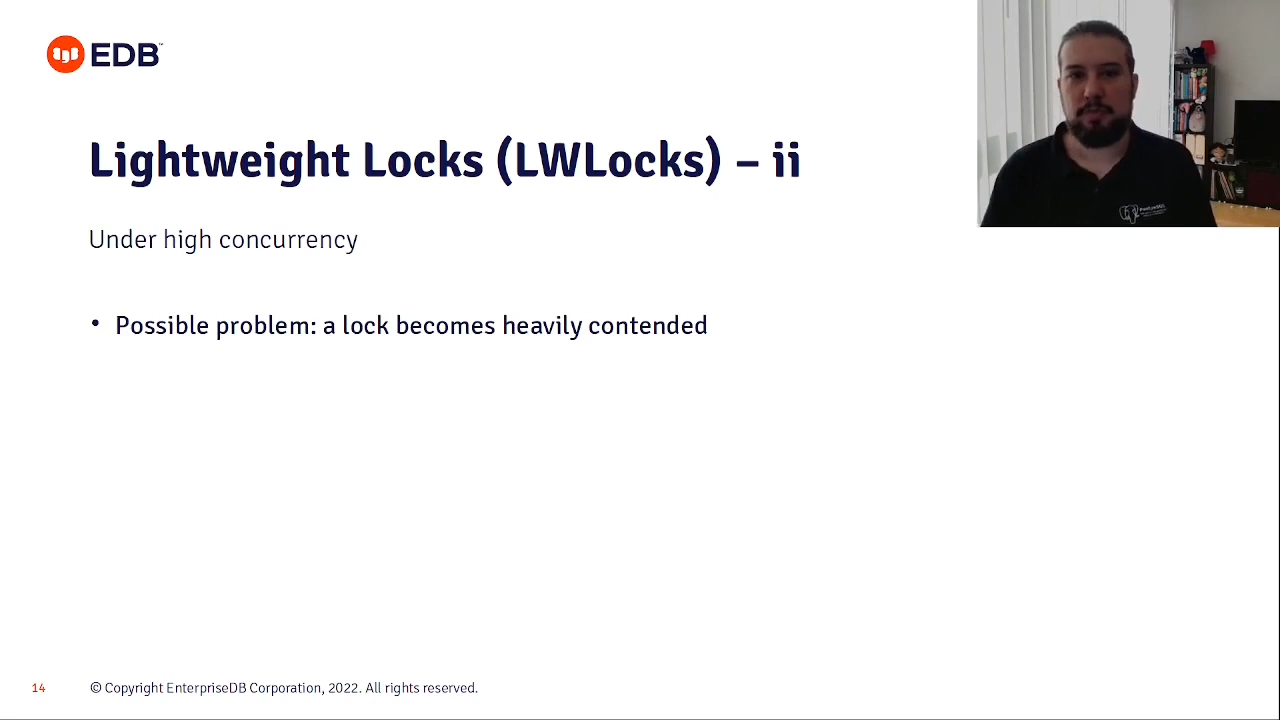 EDB
Lightweight Locks (LWLocks) – ii
Under high concurrency
• Possible problem: a lock becomes heavily contended
14
© Copyright EnterpriseDB Corporation, 2022. All rights reserved.